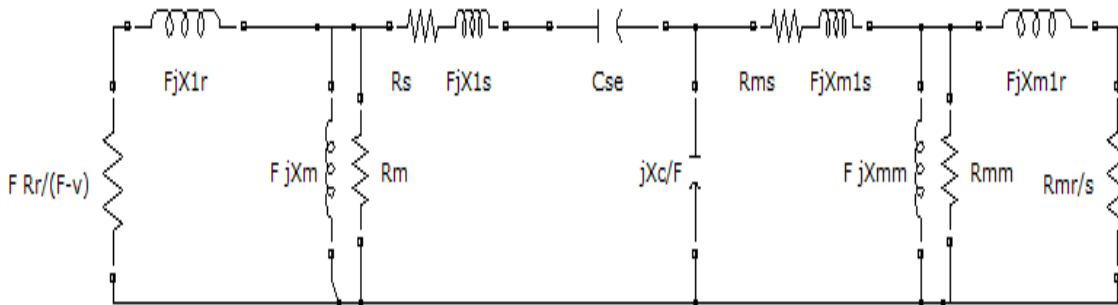 FjX1r
Rs
FjX1s
Cse
Rms
FjXm1s
FjXm1r
F Rr/(F-v)
F jXm
Rm
jXc/F
F jXmm
Rmm
Rmr/s